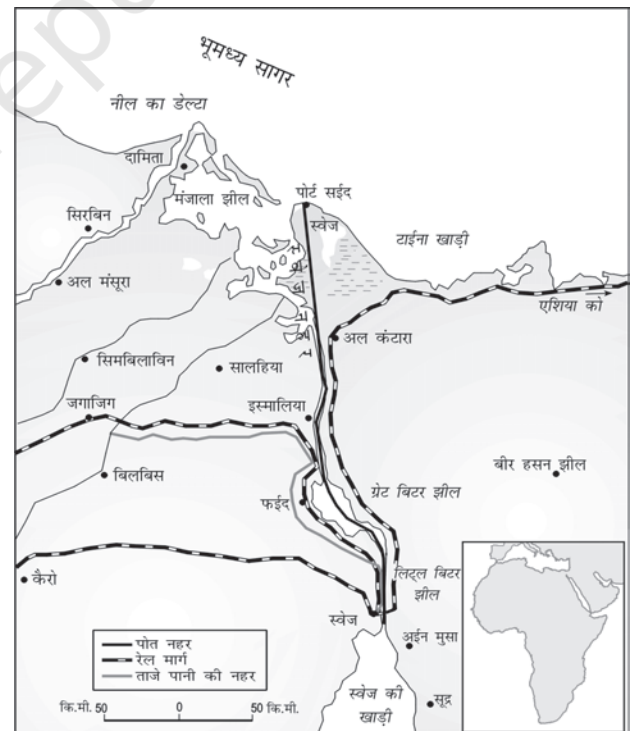 भूमध्य सागर
नील का डेल्टा
दामिता
मंजाला झील
पोर्ट सईद
स्वेज
सिरबिन
टाईना खाड़ी
अल मंसूरा
एशिया को
अल कंटारा
सिमबिलाविन
सालहिया
जगाजिग
इस्मालिया
बीर हसन झील
बिलबिस
ग्रेट बिटर झील
फईद
कैरो
लिट्ल बिटर
झील
स्वेज
अईन मुसा
पोत नहर
रेल मार्ग
ताजे पानी की नहर
स्वेज की
खाड़ी
सूद्र
कि.मी. 50 0 50 कि.मी.